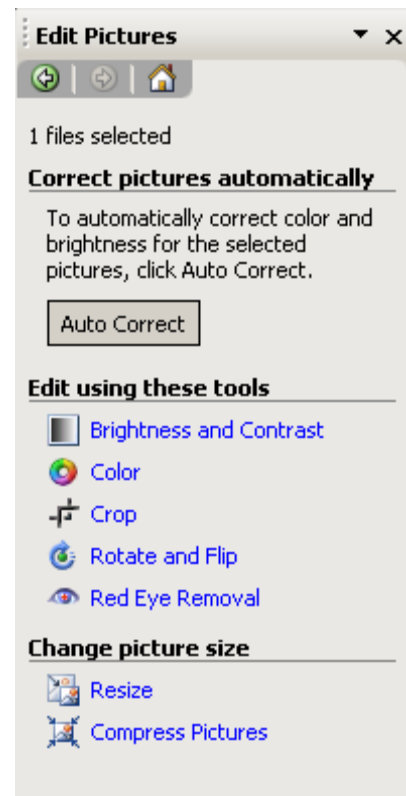 Edit Pictures
1 files selected
Correct pictures automatically
To automatically correct color and
brightness for the selected
pictures, click Auto Correct.
Auto Correct
Edit using these tools
Brightness and Contrast
Color
Crop
Rotate and Flip
Red Eye Removal
Change picture size
Resize
Compress Pictures